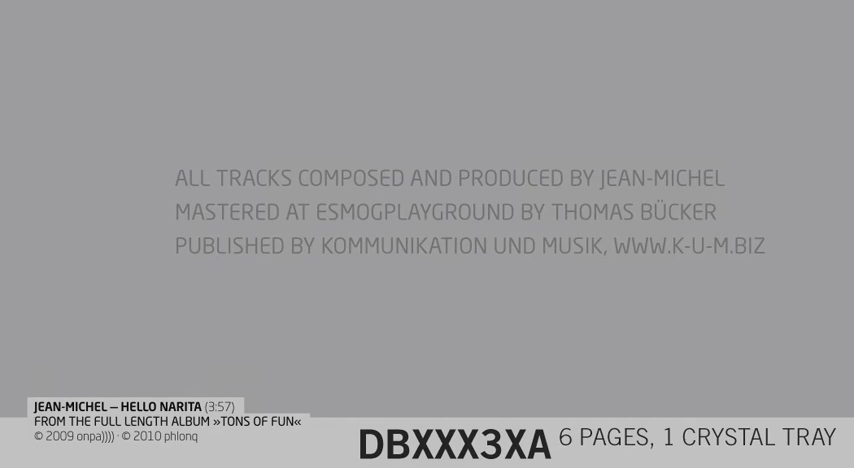 ALL TRACKS COMPOSED AND PRODUCED BY JEAN-MICHEL
MASTERED AT ESMOGPLAYGROUND BY THOMAS BÜCKER
PUBLISHED BY KOMMUNIKATION UND MUSIK, WWW.K-U-M.BIZ
JEAN-MICHEL – HELLO NARITA (3:57)
FROM THE FULL LENGTH ALBUM »TONS OF FUN«
© 2009 onpa)))) · © 2010 phlonq
DBXXX3XA 6 PAGES, 1 CRYSTAL TRAY